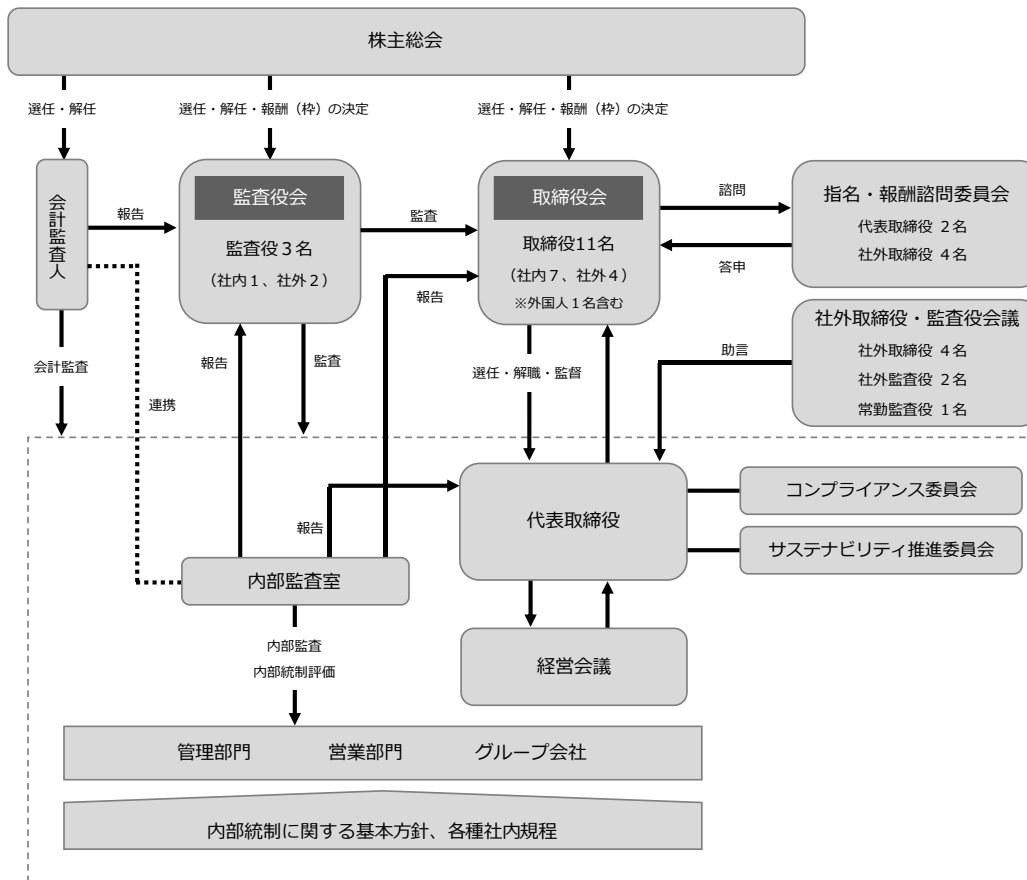 株主総会
選任・解任
選任・解任・報酬（枠）の決定
選任・解任・報酬（枠）の決定
会計監査人
報告
監査役会
監査役３名
（社内１、社外２）
監査
取締役会
取締役11名
（社内７、社外４）
※外国人１名含む
諮問
答申
指名・報酬諮問委員会
代表取締役 2名
社外取締役 4名
社外取締役・監査役会議
社外取締役 4名
社外監査役 2名
常勤監査役 1名
会計監査
連携
報告
監査
報告
選任・解職・監督
助言
報告
代表取締役
コンプライアンス委員会
サステナビリティ推進委員会
内部監査室
内部監査
内部統制評価
経営会議
管理部門
営業部門
グループ会社
内部統制に関する基本方針、各種社内規程